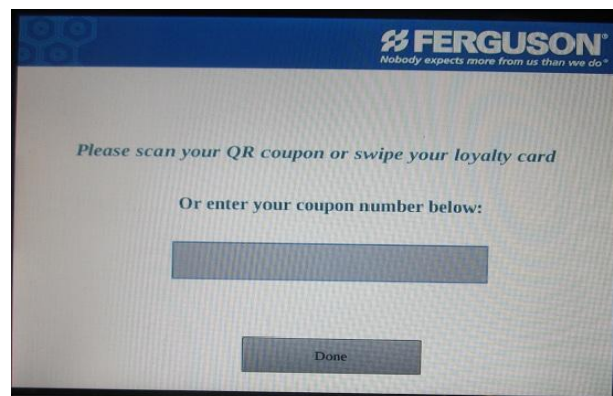 FERGUSON®
Nobody expects more from us than we do®
Please scan your QR coupon or swipe your loyalty card
Or enter your coupon number below:
Done